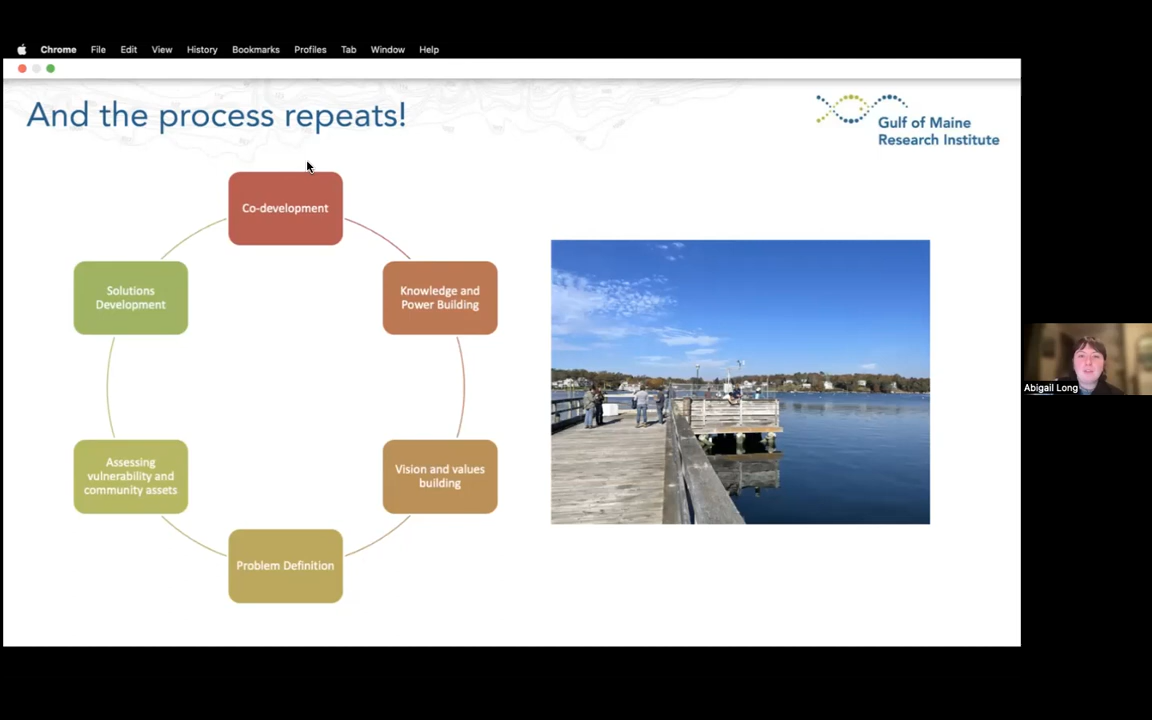 Chrome File Edit View History Bookmarks Profiles Tab Window Help
And the process repeats!
Gulf of Maine
Research Institute
Co-development
Knowledge and
Power Building
Vision and values
building
Problem Definition
Assessing
vulnerability and
community assets
Solutions
Development
Abigail Long